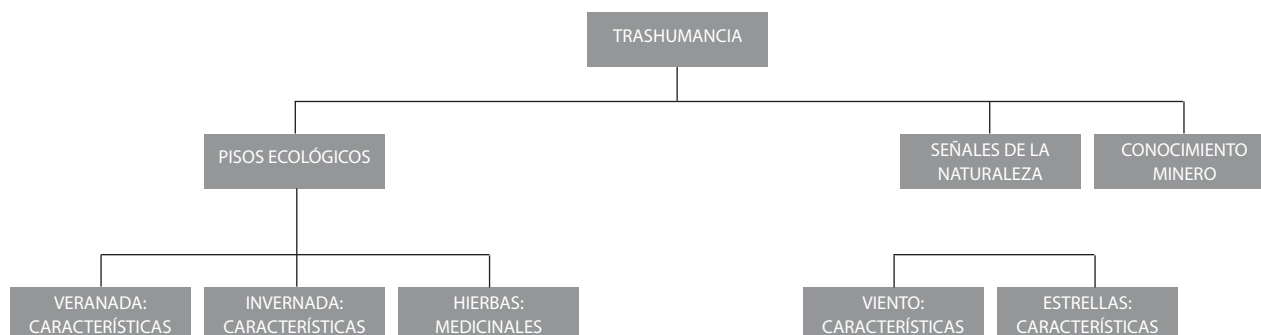 TRASHUMANCIA
PISOS ECOLÓGICOS
SEÑALES DE LA
NATURALEZA
CONOCIMIENTO
MINERO
VERANADA:
CARACTERÍSTICAS
INVERNADA:
CARACTERÍSTICAS
HIERBAS:
MEDICINALES
VIENTO:
CARACTERÍSTICAS
ESTRELLAS:
CARACTERÍSTICAS